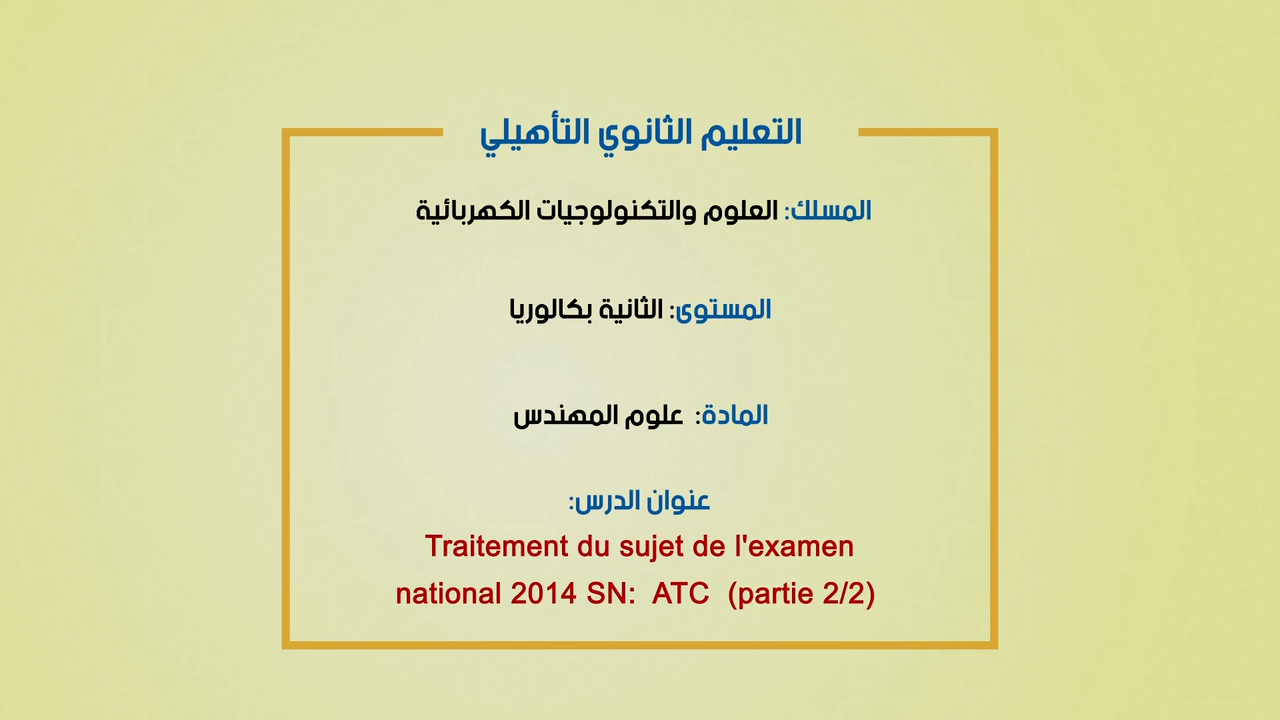 التعليم الثانوي التأهيلي
المسلك: العلوم والتكنولوجيات الكهربائية
المستوى: الثانية بكالوريا
المادة: علوم المهندس
عنوان الدرس:
Traitement du sujet de l'examen
national 2014 SN: ATC (partie 2/2)